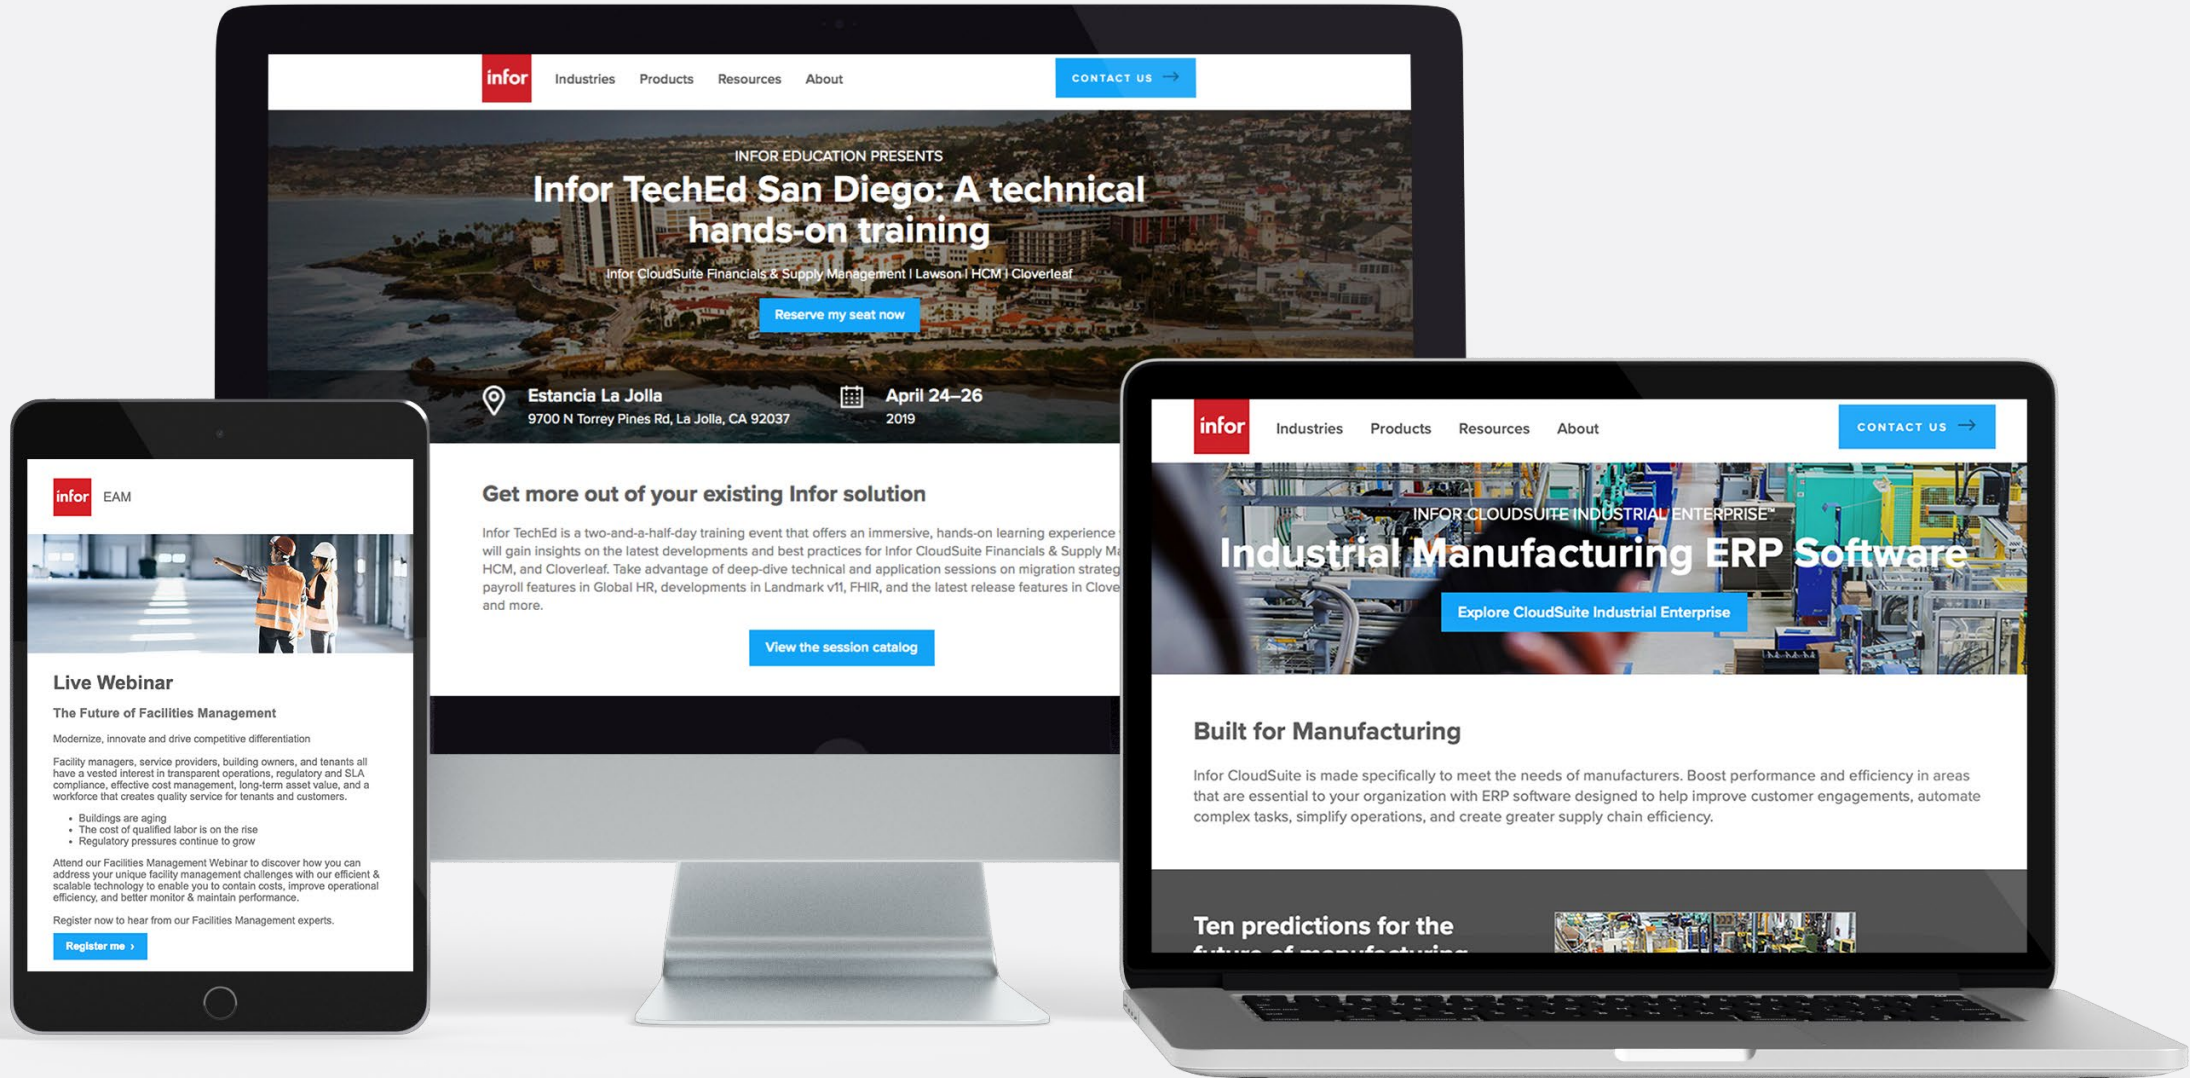 infor
Industries Products Resources About
CONTACT US →
INFOR EDUCATION PRESENTS
Infor TechEd San Diego: A technical
hands-on training
Infor CloudSuite Financials & Supply Management | Lawson | HCM | Cloverleaf
Reserve my seat now
Estancia La Jolla
9700 N Torrey Pines Rd, La Jolla, CA 92037
April 24–26
2019
Get more out of your existing Infor solution
Infor TechEd is a two-and-a-half-day training event that offers an immersive, hands-on learning experience
will gain insights on the latest developments and best practices for Infor CloudSuite Financials & Supply Ma
HCM, and Cloverleaf. Take advantage of deep-dive technical and application sessions on migration strateg
payroll features in Global HR, developments in Landmark v11, FHIR, and the latest release features in Clove
and more.
View the session catalog
infor EAM
Live Webinar
The Future of Facilities Management
Modernize, innovate and drive competitive differentiation
Facility managers, service providers, building owners, and tenants all
have a vested interest in transparent operations, regulatory and SLA
compliance, effective cost management, long-term asset value, and a
workforce that creates quality service for tenants and customers.
• Buildings are aging
• The cost of qualified labor is on the rise
• Regulatory pressures continue to grow
Attend our Facilities Management Webinar to discover how you can
address your unique facility management challenges with our efficient &
scalable technology to enable you to contain costs, improve operational
efficiency, and better monitor & maintain performance.
Register now to hear from our Facilities Management experts.
Register me ›
infor
Industries Products Resources About
CONTACT US →
INFOR CLOUDSUITE INDUSTRIAL ENTERPRISE™
Industrial Manufacturing ERP Software
Explore CloudSuite Industrial Enterprise
Built for Manufacturing
Infor CloudSuite is made specifically to meet the needs of manufacturers. Boost performance and efficiency in areas
that are essential to your organization with ERP software designed to help improve customer engagements, automate
complex tasks, simplify operations, and create greater supply chain efficiency.
Ten predictions for the
future of manufacturing